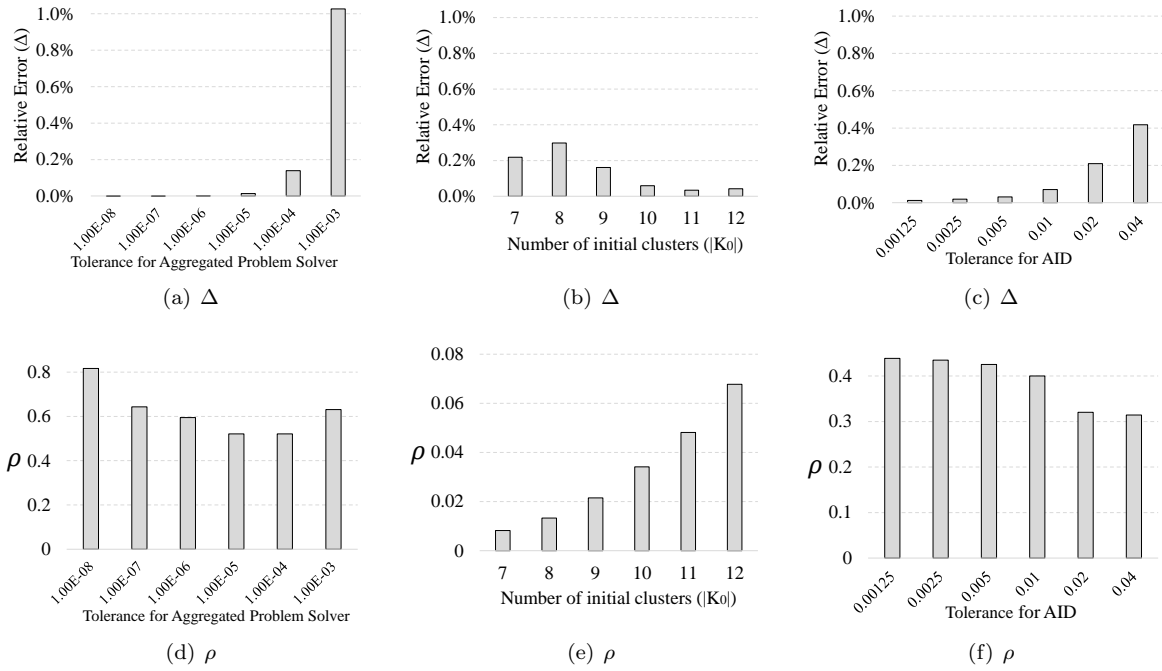 Relative Error (Δ)
1.0%
0.8%
0.6%
0.4%
0.2%
0.0%
1.00E-08
1.00E-07
1.00E-06
1.00E-05
1.00E-04
1.00E-03
Tolerance for Aggregated Problem Solver
(a) Δ
Relative Error (Δ)
1.0%
0.8%
0.6%
0.4%
0.2%
0.0%
7 8 9 10 11 12
Number of initial clusters (|K0|)
(b) Δ
Relative Error (Δ)
1.0%
0.8%
0.6%
0.4%
0.2%
0.0%
0.00125
0.0025
0.005
0.01
0.02
0.04
Tolerance for AID
(c) Δ
ρ
0.8
0.6
0.4
0.2
0
1.00E-08
1.00E-07
1.00E-06
1.00E-05
1.00E-04
1.00E-03
Tolerance for Aggregated Problem Solver
(d) ρ
ρ
0.08
0.06
0.04
0.02
0
7 8 9 10 11 12
Number of initial clusters (|K0|)
(e) ρ
ρ
0.4
0.3
0.2
0.1
0
0.00125
0.0025
0.005
0.01
0.02
0.04
Tolerance for AID
(f) ρ